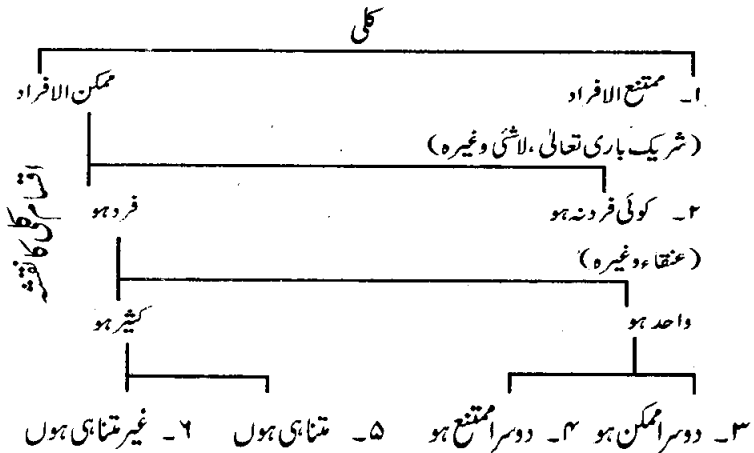 کلی
۱۔ ممتنع الافراد ممکن الافراد
(شریک باری تعالیٰ، لاشئی وغیرہ)
۲۔ کوئی فرد نہ ہو فرد ہو
(عنقاء وغیرہ)
واحد ہو کثیر ہو
۳۔ دوسرا ممکن ہو ۴۔ دوسرا ممتنع ہو ۵۔ متناہی ہوں ۶۔ غیر متناہی ہوں
اقسام کلی کا نقشہ